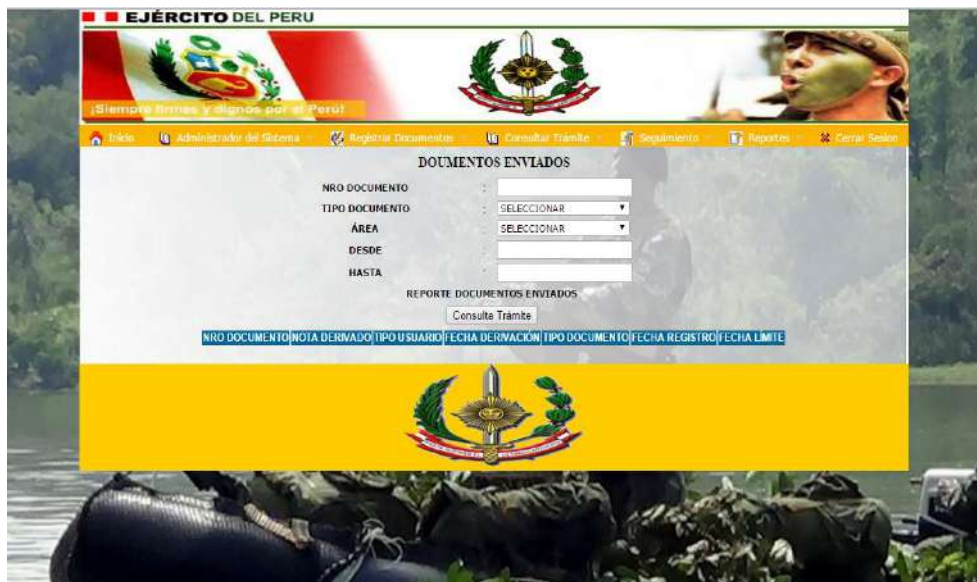 EJÉRCITO DEL PERU
¡Siempre firmes y dignos por el Perú!
Inicio Administrador del Sistema Registrar Documentos Consultar Trámite Seguimiento Reportes Cerrar Sesion
DOUMENTOS ENVIADOS
NRO DOCUMENTO :
TIPO DOCUMENTO : SELECCIONAR
ÁREA SELECCIONAR
DESDE :
HASTA :
REPORTE DOCUMENTOS ENVIADOS
Consulta Trámite
NRO DOCUMENTO NOTA DERIVADO TIPO USUARIO FECHA DERIVACIÓN TIPO DOCUMENTO FECHA REGISTRO FECHA LÍMITE